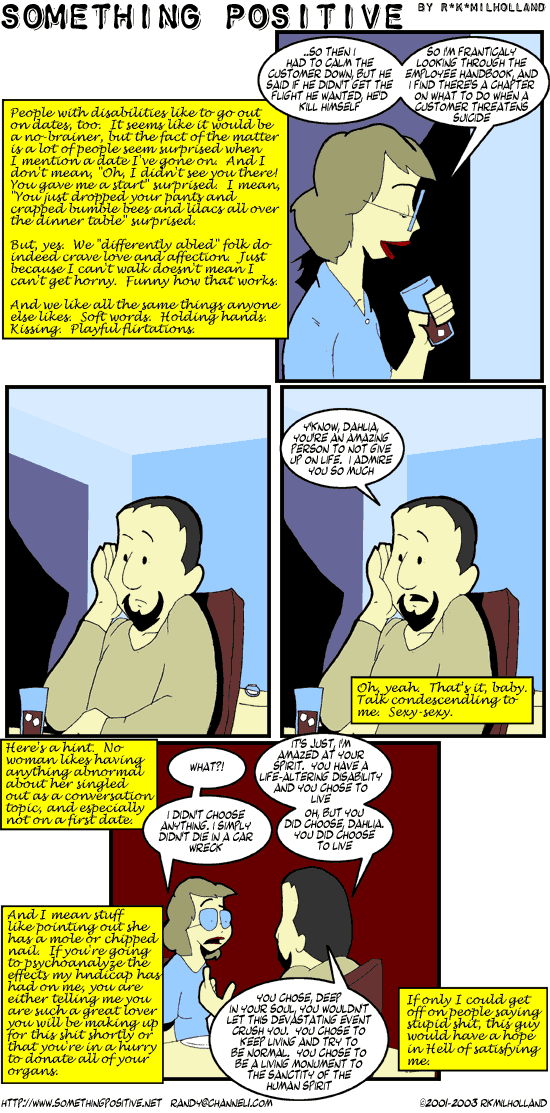 SOMETHING POSITIVE
BY R*K*MILHOLLAND
People with disabilities like to go out
on dates, too. It seems like it would be
a no-brainer, but the fact of the matter
is a lot of people seem surprised when
I mention a date I've gone on. And I
don't mean, "Oh, I didn't see you there!
You gave me a start" surprised. I mean,
"You just dropped your pants and
crapped bumble bees and lilacs all over
the dinner table" surprised.
But, yes. We "differently abled" folk do
indeed crave love and affection. Just
because I can't walk doesn't mean I
can't get horny. Funny how that works.
And we like all the same things anyone
else likes. Soft words. Holding hands.
Kissing. Playful flirtations.
..SO THEN I
HAD TO CALM THE
CUSTOMER DOWN, BUT HE
SAID IF HE DIDN'T GET THE
FLIGHT HE WANTED, HE'D
KILL HIMSELF
SO I'M FRANTICALY
LOOKING THROUGH THE
EMPLOYEE HANDBOOK, AND
I FIND THERE'S A CHAPTER
ON WHAT TO DO WHEN A
CUSTOMER THREATENS
SUICIDE
Y'KNOW, DAHLIA,
YOU'RE AN AMAZING
PERSON TO NOT GIVE
UP ON LIFE. I ADMIRE
YOU SO MUCH
Oh, yeah. That's it, baby.
Talk condescendling to
me. Sexy-sexy.
Here's a hint. No
woman likes having
anything abnormal
about her singled
out as a conversation
topic, and especially
not on a first date.
WHAT?!
IT'S JUST, I'M
AMAZED AT YOUR
SPIRIT. YOU HAVE A
LIFE-ALTERING DISABILITY
AND YOU CHOSE TO
LIVE
I DIDN'T CHOOSE
ANYTHING. I SIMPLY
DIDN'T DIE IN A CAR
WRECK
OH, BUT YOU
DID CHOOSE, DAHLIA.
YOU DID CHOOSE
TO LIVE
And I mean stuff
like pointing out she
has a mole or chipped
nail. If you're going
to psychoanalyze the
effects my hndicap has
had on me, you are
either telling me you
are such a great lover
you will be making up
for this shit shortly or
that you're in a hurry
to donate all of your
organs.
YOU CHOSE, DEEP
IN YOUR SOUL, YOU WOULDN'T
LET THIS DEVASTATING EVENT
CRUSH YOU. YOU CHOSE TO
KEEP LIVING AND TRY TO
BE NORMAL. YOU CHOSE TO
BE A LIVING MONUMENT TO
THE SANCTITY OF THE
HUMAN SPIRIT
If only I could get
off on people saying
stupid shit, this guy
would have a hope
in Hell of satisfying
me.
HTTP://WWW.SOMETHINGPOSITIVE.NET RANDY@CHANNEL1.COM
©2001-2003 RKMILHOLLAND